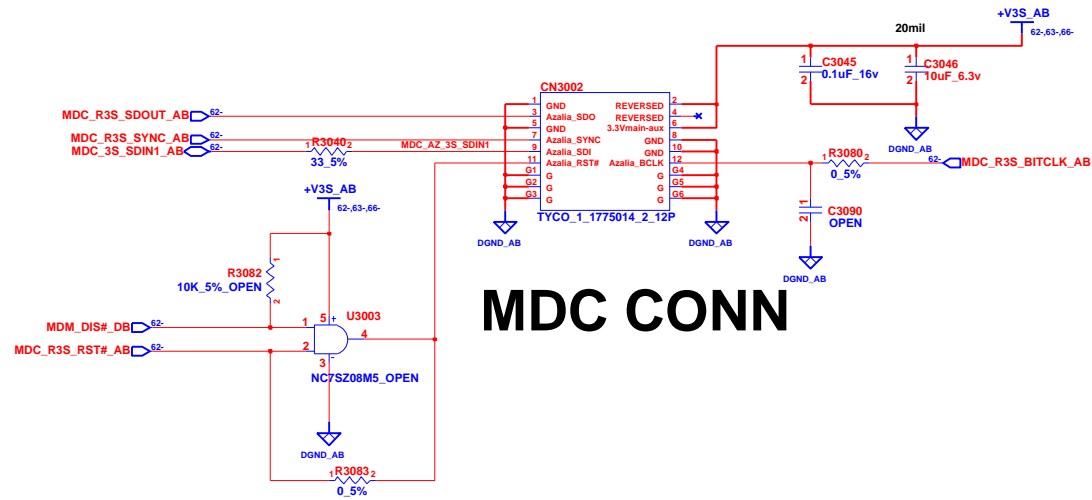 +V3S_AB
20mil
62-,63-,66-
1 C3045 2
0.1uF_16v
1 C3046 2
10uF_6.3v
DGND_AB
CN3002
1 GND REVERSED 2
MDC_R3S_SDOUT_AB 62- 3 Azalia_SDO REVERSED 4
5 GND 3.3Vmain-aux 6
MDC_R3S_SYNC_AB 62- 7 Azalia_SYNC GND 8
MDC_3S_SDIN1_AB 62- 1 R3040 2 MDC_AZ_3S_SDIN1 9 Azalia_SDI GND 10
33_5%
11 Azalia_RST# Azalia_BCLK 12 1 R3080 2 62- MDC_R3S_BITCLK_AB
0_5%
G1 G G G4
G2 G G G5
G3 G G G6
TYCO_1_1775014_2_12P
DGND_AB
DGND_AB
1 C3090 2
OPEN
DGND_AB
+V3S_AB
62-,63-,66-
1 R3082 2
10K_5%_OPEN
MDC CONN
MDM_DIS#_DB 62- 1 5 + U3003
4
MDC_R3S_RST#_AB 62- 2 3 -
NC7SZ08M5_OPEN
DGND_AB
1 R3083 2
0_5%